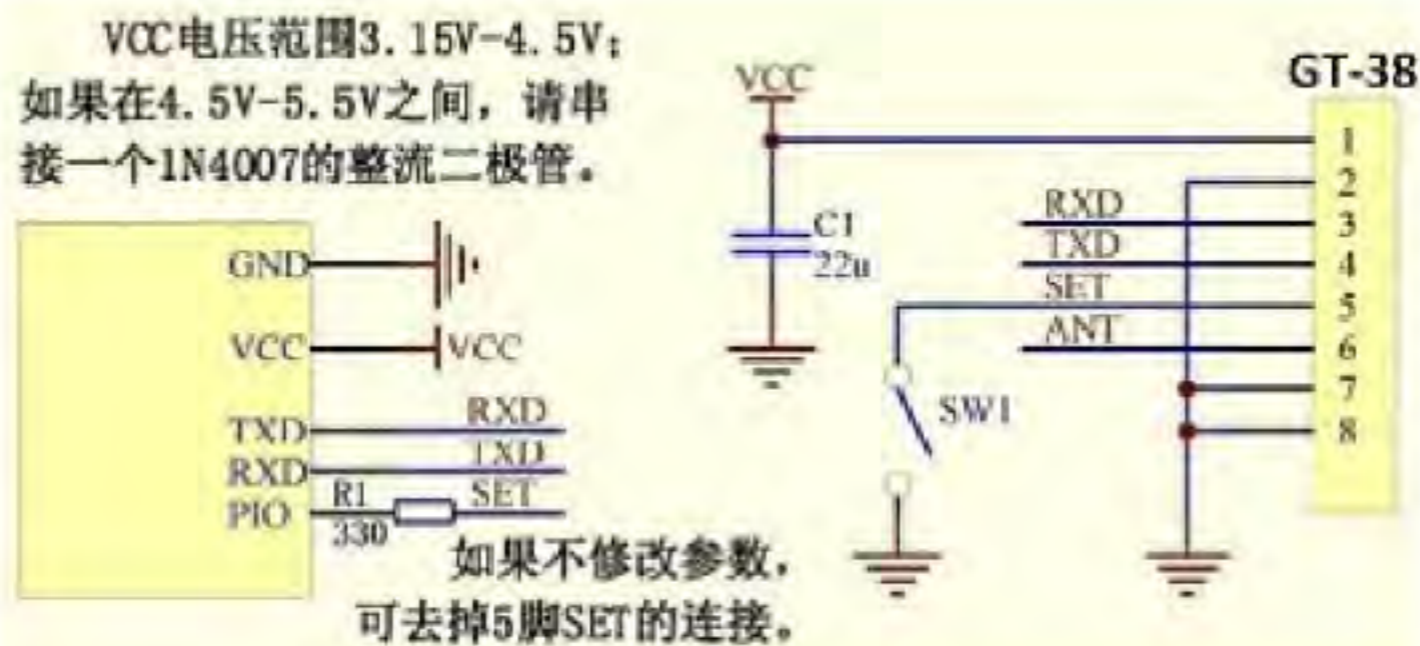 VCC电压范围3.15V-4.5V;
如果在4.5V-5.5V之间，请串
接一个1N4007的整流二极管。
GND
VCC
VCC
TXD
RXD
RXD
TXD
PIO
R1
330
SET
如果不修改参数，
可去掉5脚SET的连接。
VCC
C1
22u
RXD
TXD
SET
ANT
SW1
GT-38
1
2
3
4
5
6
7
8